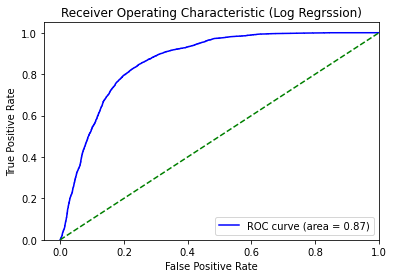 Receiver Operating Characteristic (Log Regrssion)
1.0
0.8
0.6
0.4
0.2
0.0
True Positive Rate
ROC curve (area = 0.87)
0.0 0.2 0.4 0.6 0.8 1.0
False Positive Rate